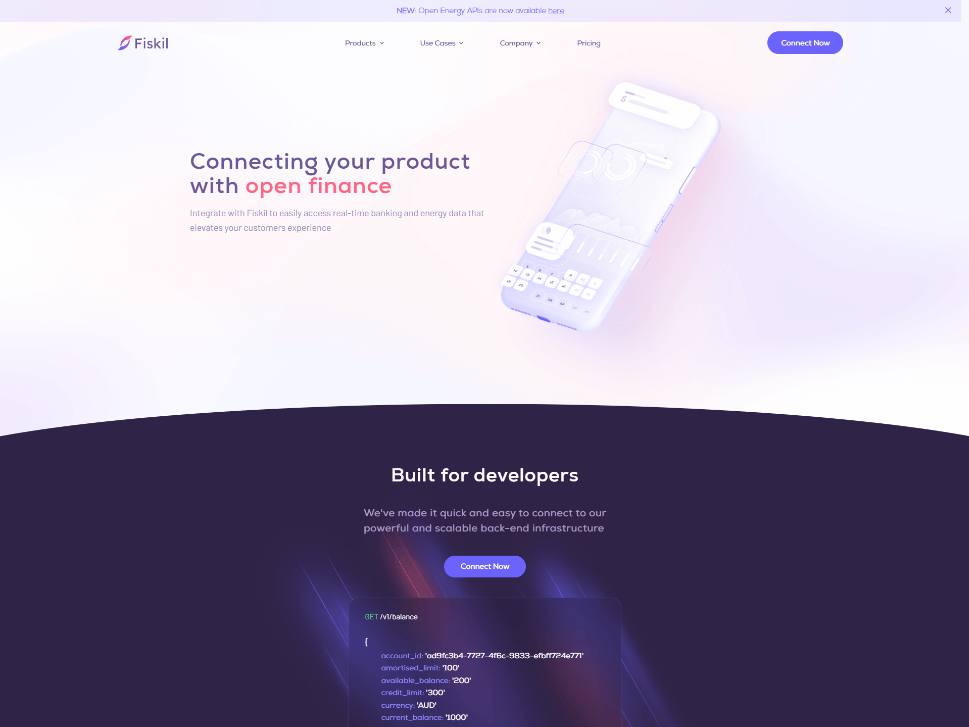 NEW: Open Energy APIs are now available here
Fiskil
Products
Use Cases
Company
Pricing
Connect Now
Connecting your product
with open finance
Integrate with Fiskil to easily access real-time banking and energy data that
elevates your customers experience
Built for developers
We've made it quick and easy to connect to our
powerful and scalable back-end infrastructure
Connect Now
GET /v1/balance
{
account_id: 'ad9fc3b4-7727-4f6c-9833-efbff724e771'
amortised_limit: '100'
available_balance: '200'
credit_limit: '300'
currency: 'AUD'
current_balance: '1000'